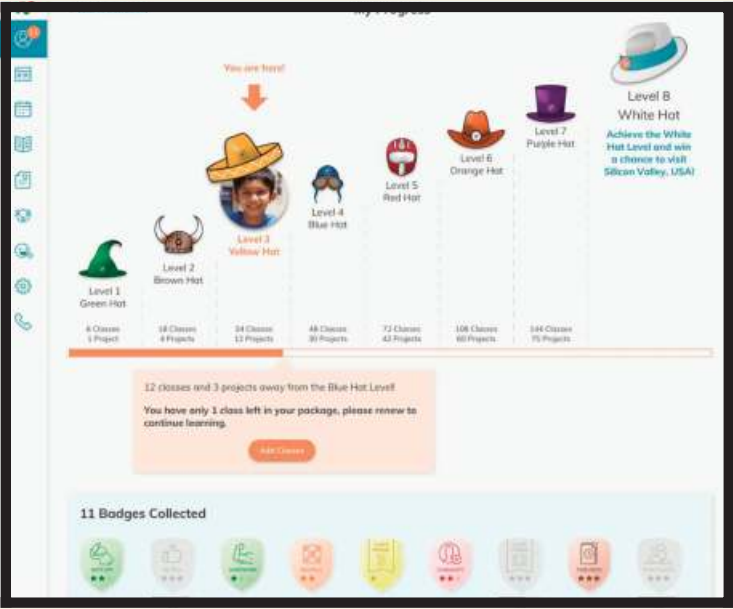 My Progress
You are here!
Level 8
White Hat
Achieve the White
Hat Level and win
a chance to visit
Silicon Valley, USA!
Level 7
Purple Hat
Level 6
Orange Hat
Level 5
Red Hat
Level 4
Blue Hat
Level 3
Yellow Hat
Level 2
Brown Hat
Level 1
Green Hat
6 Classes
1 Project
18 Classes
4 Projects
24 Classes
12 Projects
48 Classes
30 Projects
72 Classes
42 Projects
108 Classes
60 Projects
144 Classes
75 Projects
12 classes and 3 projects away from the Blue Hat Level!
You have only 1 class left in your package, please renew to
continue learning.
Add Classes
11 Badges Collected